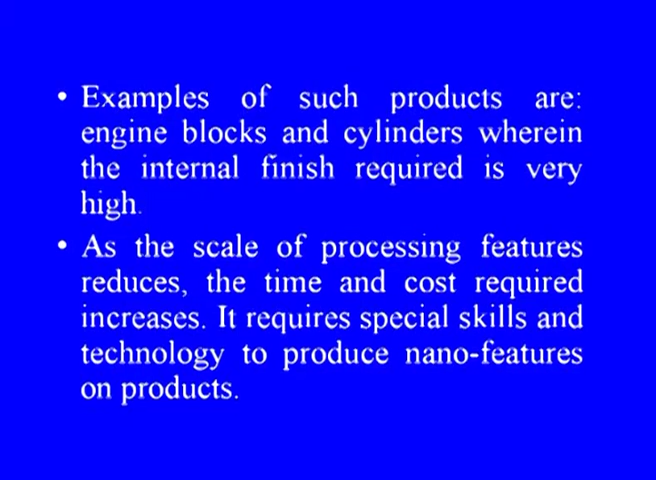 • Examples of such products are:
engine blocks and cylinders wherein
the internal finish required is very
high.
• As the scale of processing features
reduces, the time and cost required
increases. It requires special skills and
technology to produce nano-features
on products.